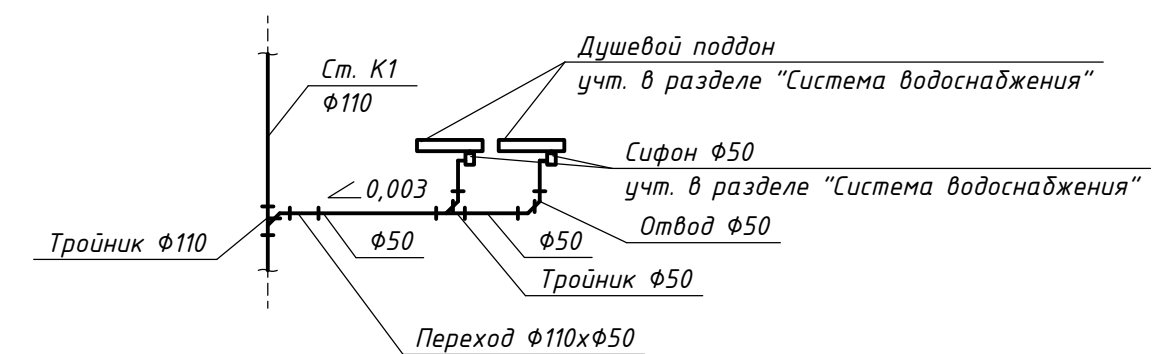 Душевой поддон
учт. в разделе "Система водоснабжения"
Ст. К1
Ф110
Сифон Ф50
учт. в разделе "Система водоснабжения"
0,003
Отвод Ф50
Тройник Ф110
Ф50
Ф50
Тройник Ф50
Переход Ф110хФ50